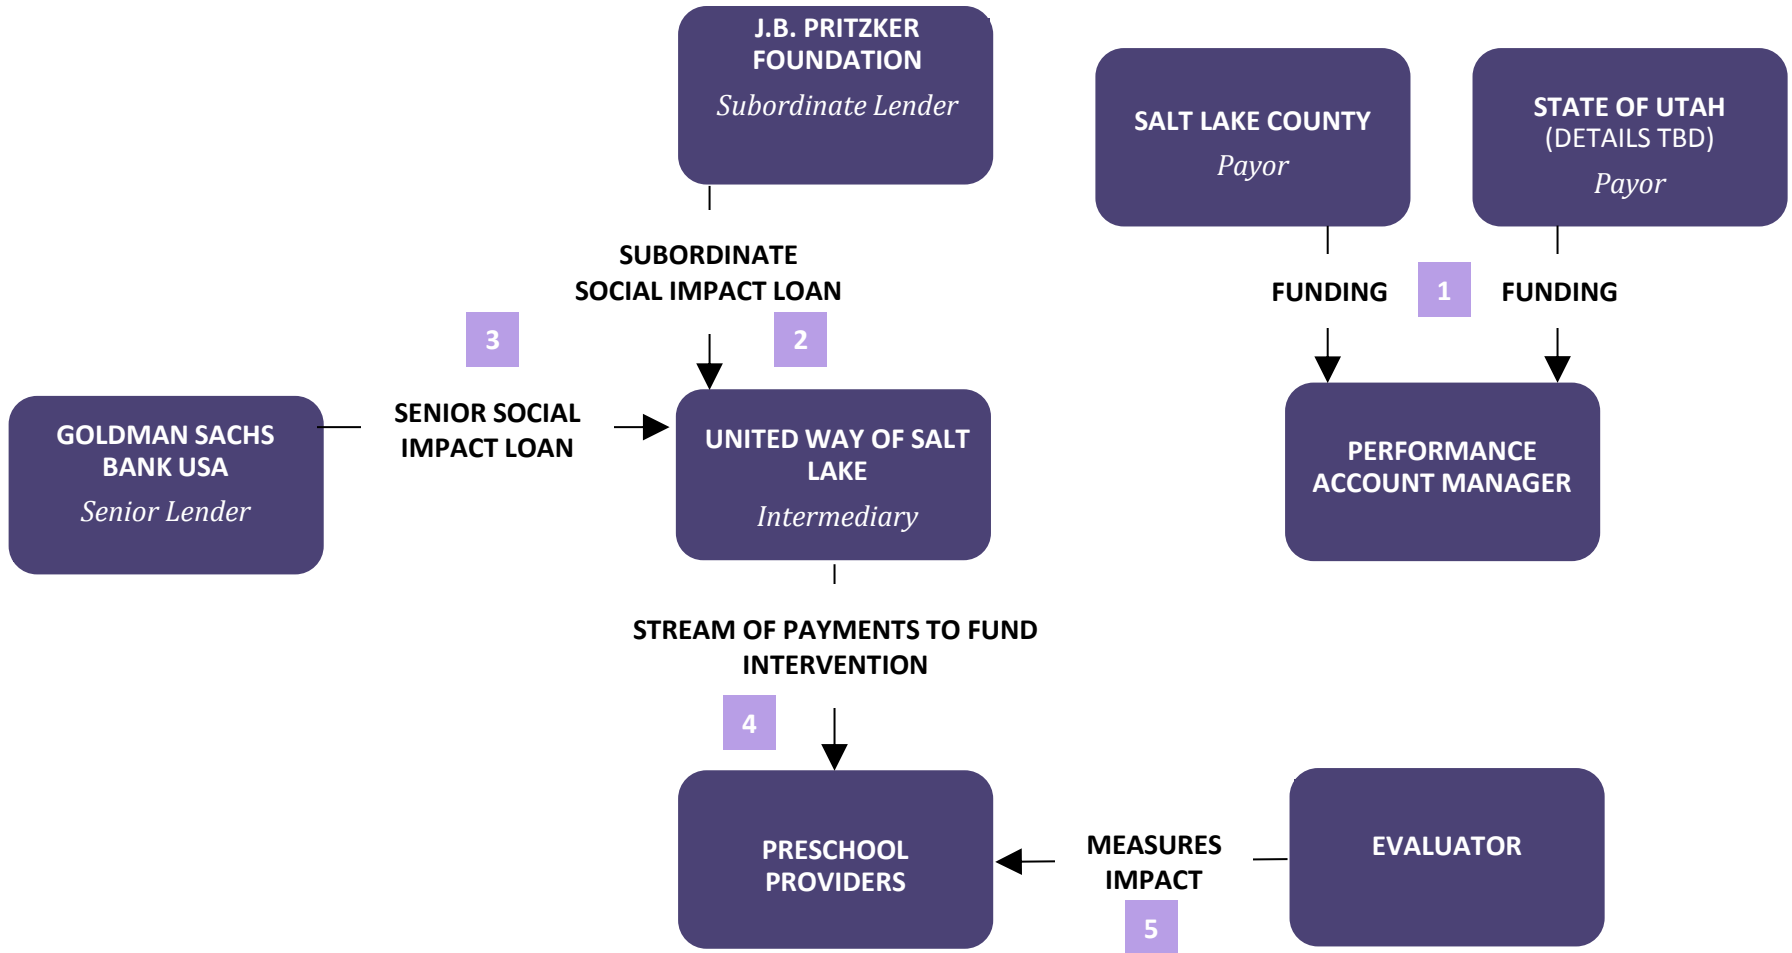 J.B. PRITZKER
FOUNDATION
Subordinate Lender
SALT LAKE COUNTY
Payor
STATE OF UTAH
(DETAILS TBD)
Payor
SUBORDINATE
SOCIAL IMPACT LOAN
FUNDING
1
FUNDING
3
2
GOLDMAN SACHS
BANK USA
Senior Lender
SENIOR SOCIAL
IMPACT LOAN
UNITED WAY OF SALT
LAKE
Intermediary
PERFORMANCE
ACCOUNT MANAGER
STREAM OF PAYMENTS TO FUND
INTERVENTION
4
PRESCHOOL
PROVIDERS
MEASURES
IMPACT
5
EVALUATOR